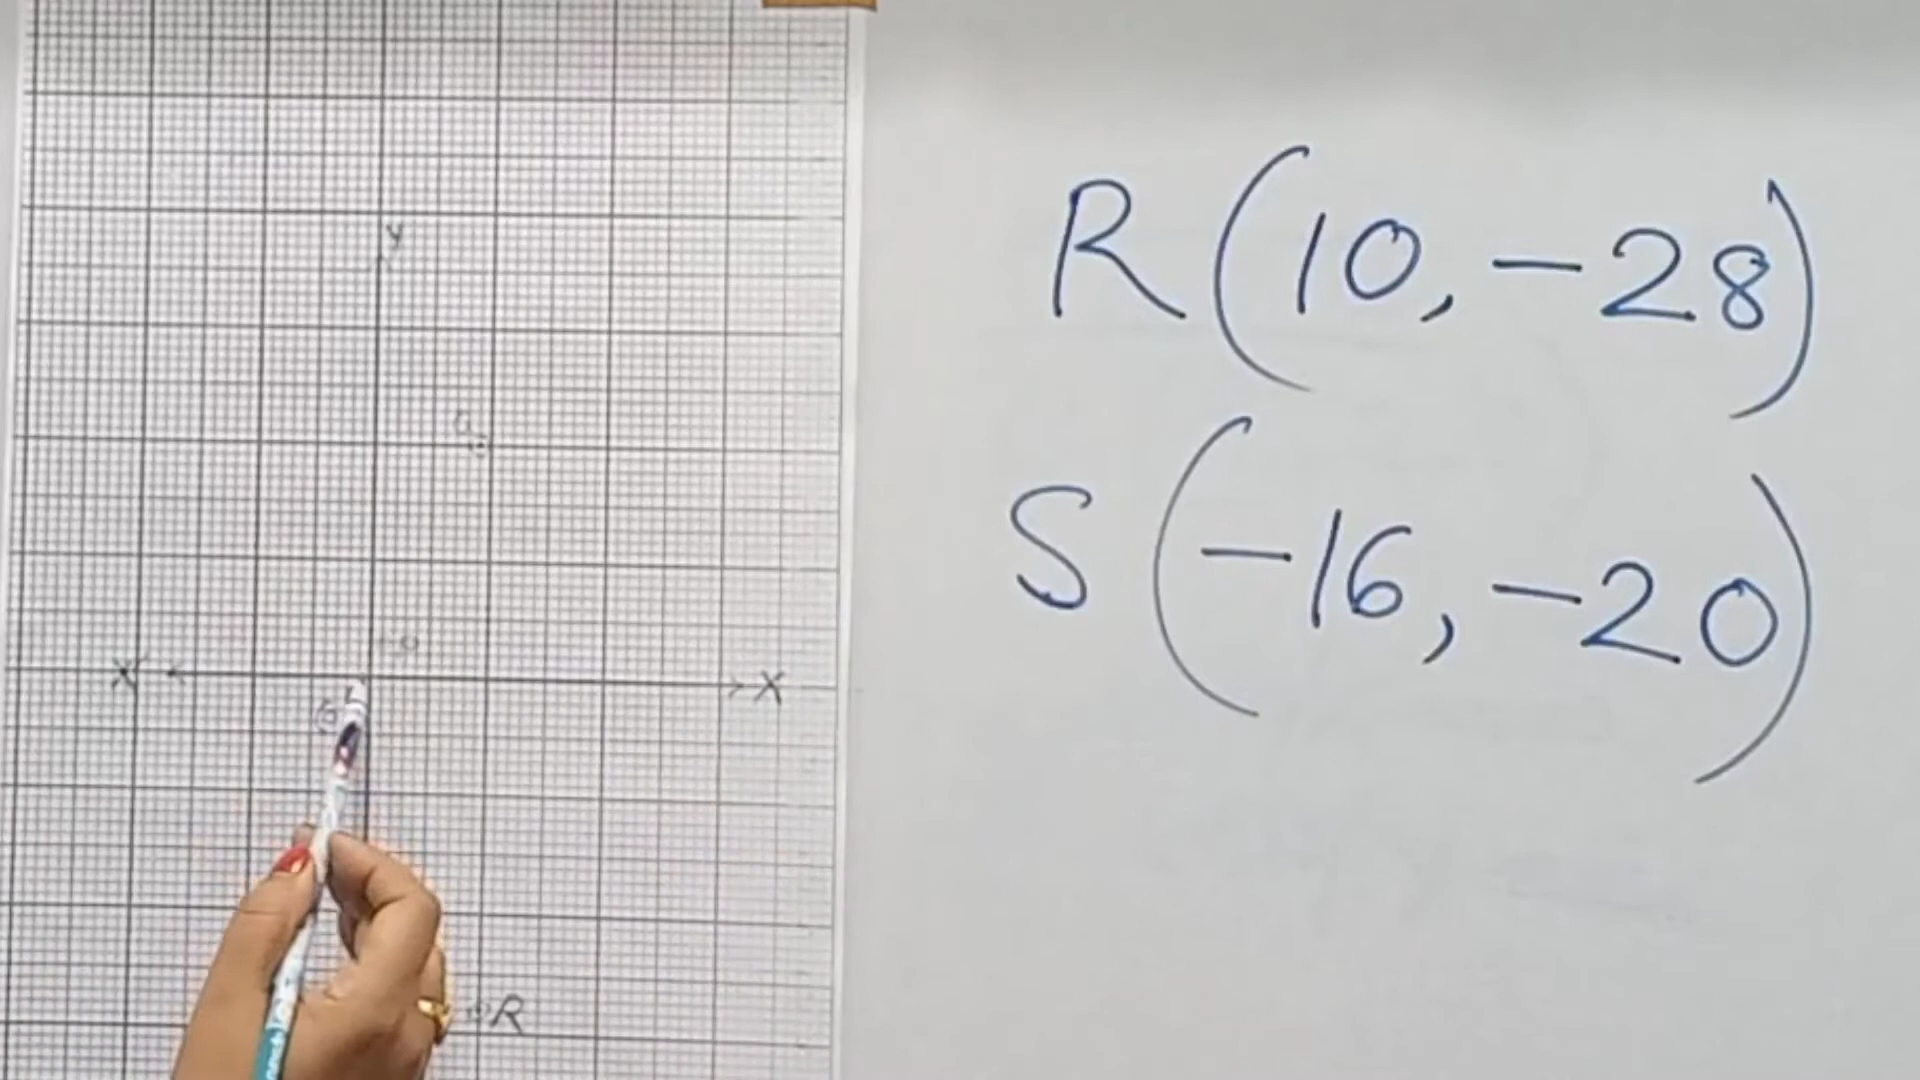 R(10,-28)
S(-16,-20)
Y
X'
X
R